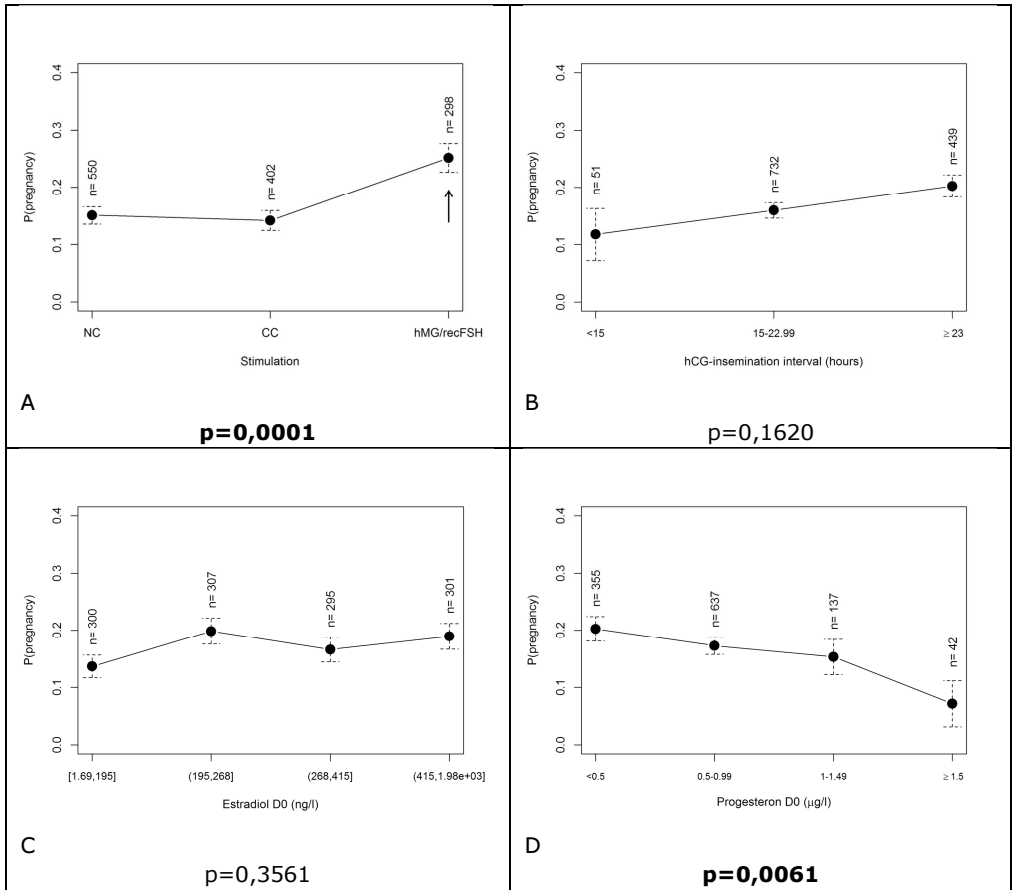 P(pregnancy)
0.4
0.3
0.2
0.1
0.0
n= 550
n= 402
n= 298
NC CC hMG/recFSH
Stimulation
A
p=0,0001
P(pregnancy)
0.4
0.3
0.2
0.1
0.0
n= 51
n= 732
n= 439
<15 15-22.99 ≥ 23
hCG-insemination interval (hours)
B
p=0,1620
P(pregnancy)
0.4
0.3
0.2
0.1
0.0
n= 300
n= 307
n= 295
n= 301
[1.69,195] (195,268] (268,415] (415,1.98e+03]
Estradiol D0 (ng/l)
C
p=0,3561
P(pregnancy)
0.4
0.3
0.2
0.1
0.0
n= 355
n= 637
n= 137
n= 42
<0.5 0.5-0.99 1-1.49 ≥ 1.5
Progesteron D0 (µg/l)
D
p=0,0061